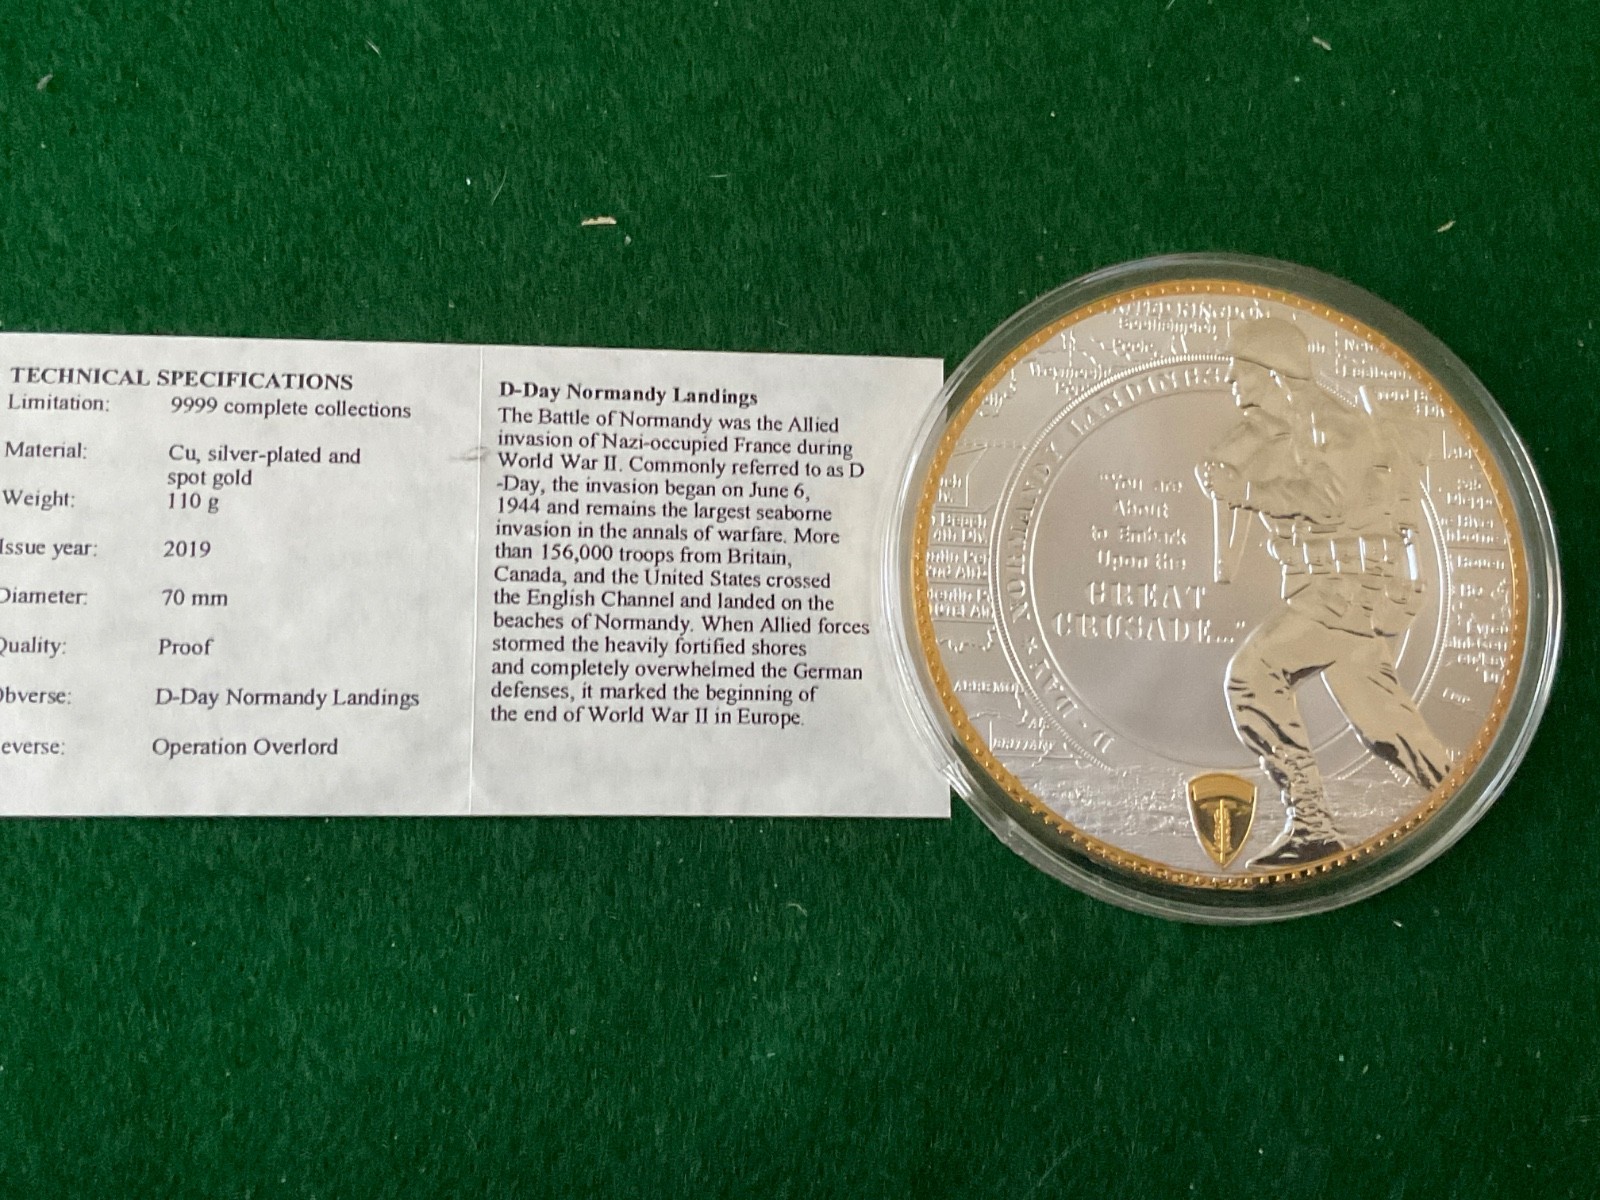 TECHNICAL SPECIFICATIONS
Limitation: 9999 complete collections
Material: Cu, silver-plated and
spot gold
Weight: 110 g
Issue year: 2019
Diameter: 70 mm
Quality: Proof
Obverse: D-Day Normandy Landings
everse: Operation Overlord
D-Day Normandy Landings
The Battle of Normandy was the Allied
invasion of Nazi-occupied France during
World War II. Commonly referred to as D
-Day, the invasion began on June 6,
1944 and remains the largest seaborne
invasion in the annals of warfare. More
than 156,000 troops from Britain,
Canada, and the United States crossed
the English Channel and landed on the
beaches of Normandy. When Allied forces
stormed the heavily fortified shores
and completely overwhelmed the German
defenses, it marked the beginning of
the end of World War II in Europe.
D-DAY ★ NORMANDY LANDINGS
"You are
About
to Embark
Upon the
GREAT
CRUSADE..."
KINGDOM
Southampton
BRITTANY